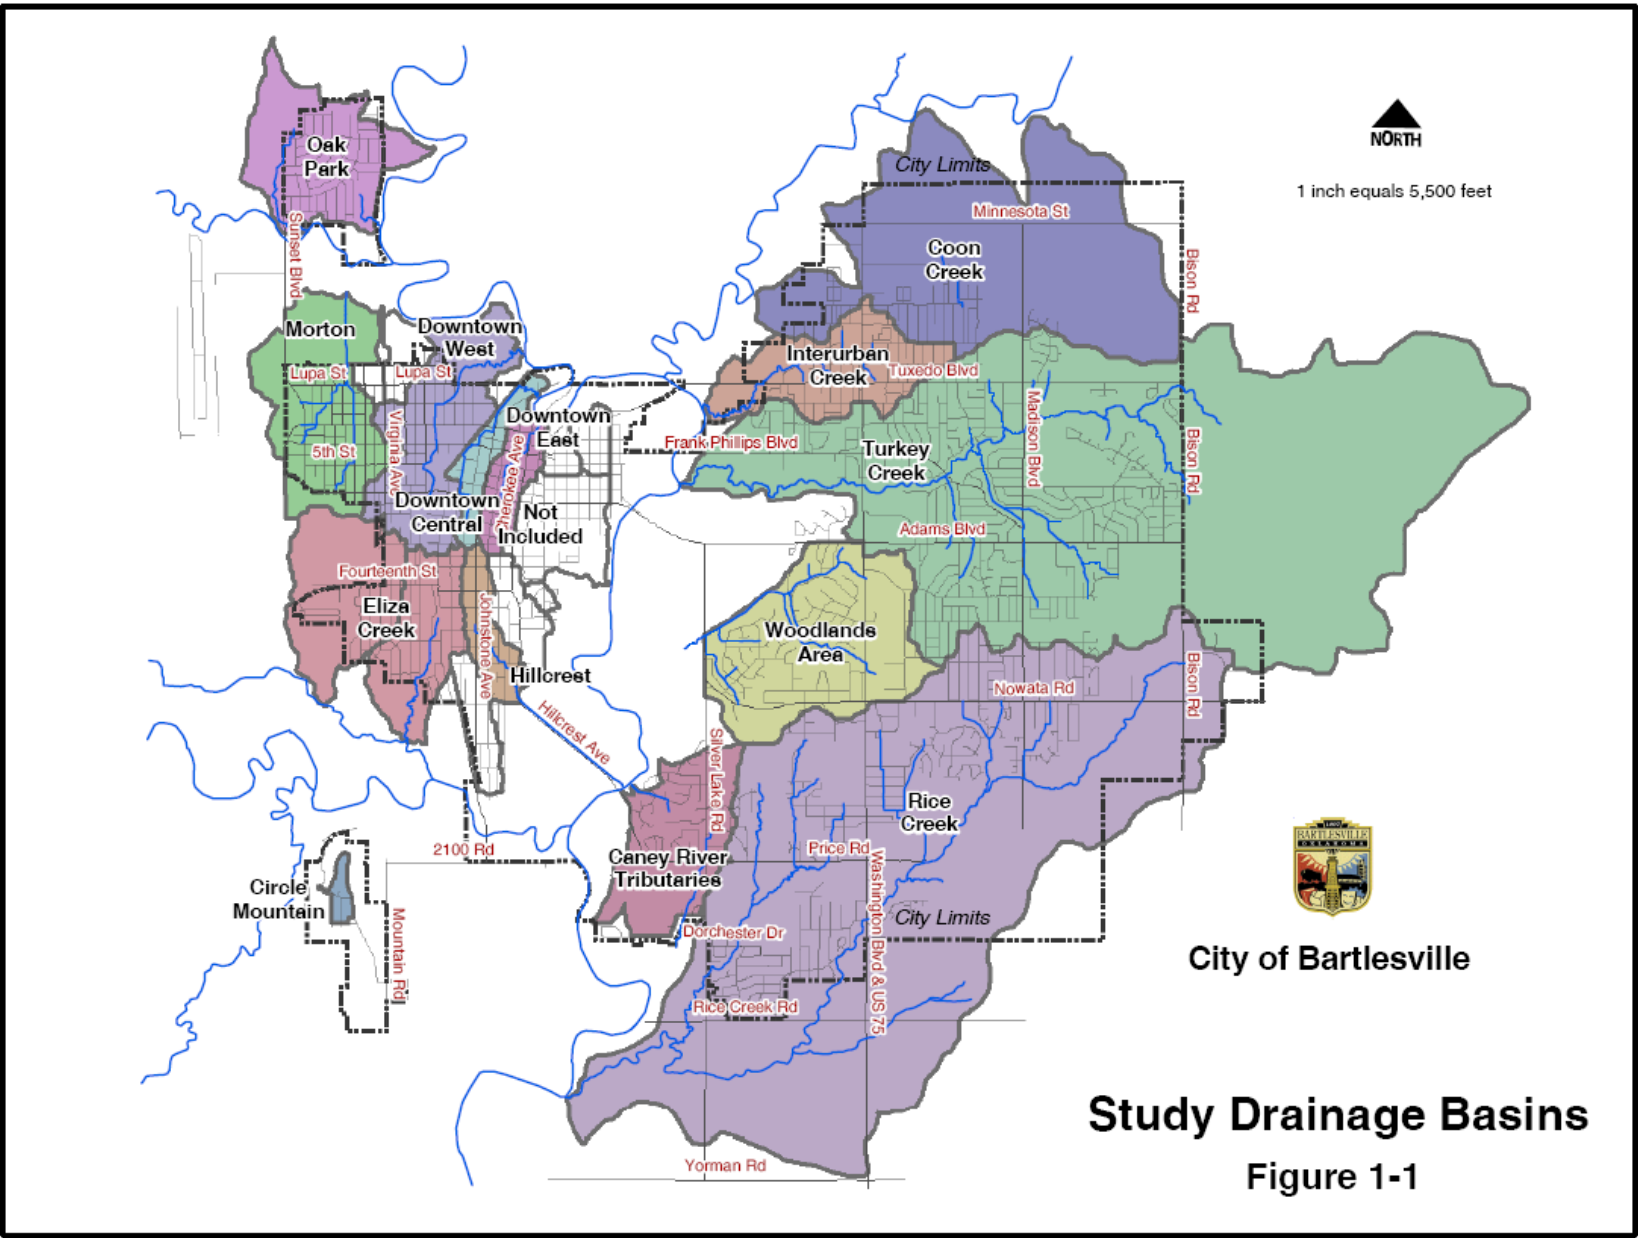 Oak
Park
City Limits
NORTH
1 inch equals 5,500 feet
Minnesota St
Sunset Blvd
Coon
Creek
Bison Rd
Morton
Downtown
West
Interurban
Creek
Lupa St
Lupa St
Tuxedo Blvd
Downtown
East
Virginia Ave
Cherokee Ave
Frank Phillips Blvd
Madison Blvd
Bison Rd
5th St
Turkey
Creek
Downtown
Central
Not
Included
Adams Blvd
Fourteenth St
Eliza
Creek
Johnstone Ave
Woodlands
Area
Hillcrest
Nowata Rd
Bison Rd
Hillcrest Ave
Silver Lake Rd
Rice
Creek
2100 Rd
Price Rd
Caney River
Tributaries
Washington Blvd & US 75
BARTLESVILLE
OKLAHOMA
Circle
Mountain
Mountain Rd
City Limits
Dorchester Dr
City of Bartlesville
Rice Creek Rd
Study Drainage Basins
Yorman Rd
Figure 1-1